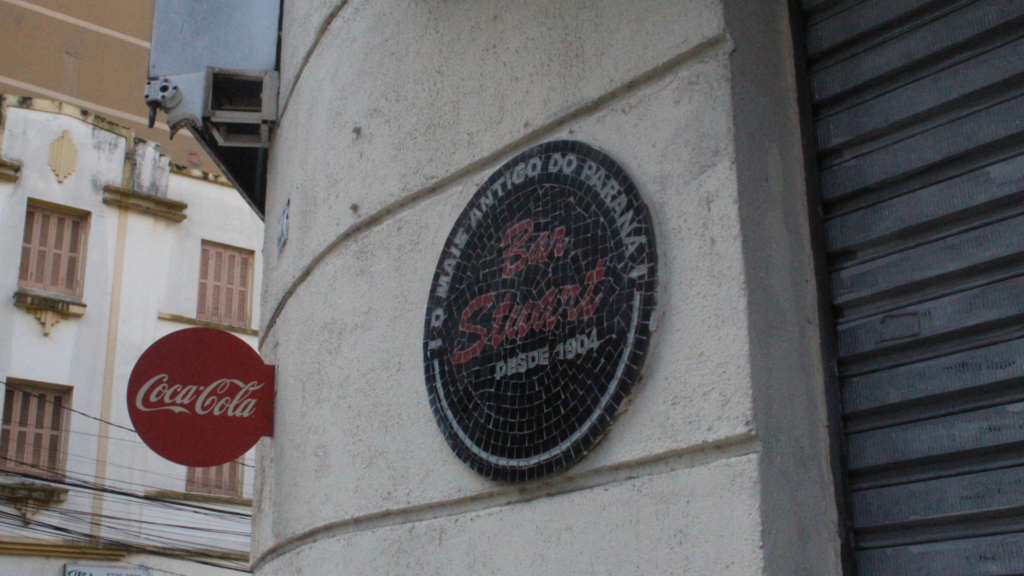 O MAIS ANTIGO DO PARANÁ
Bar
Stuart
DESDE 1904
Coca-Cola